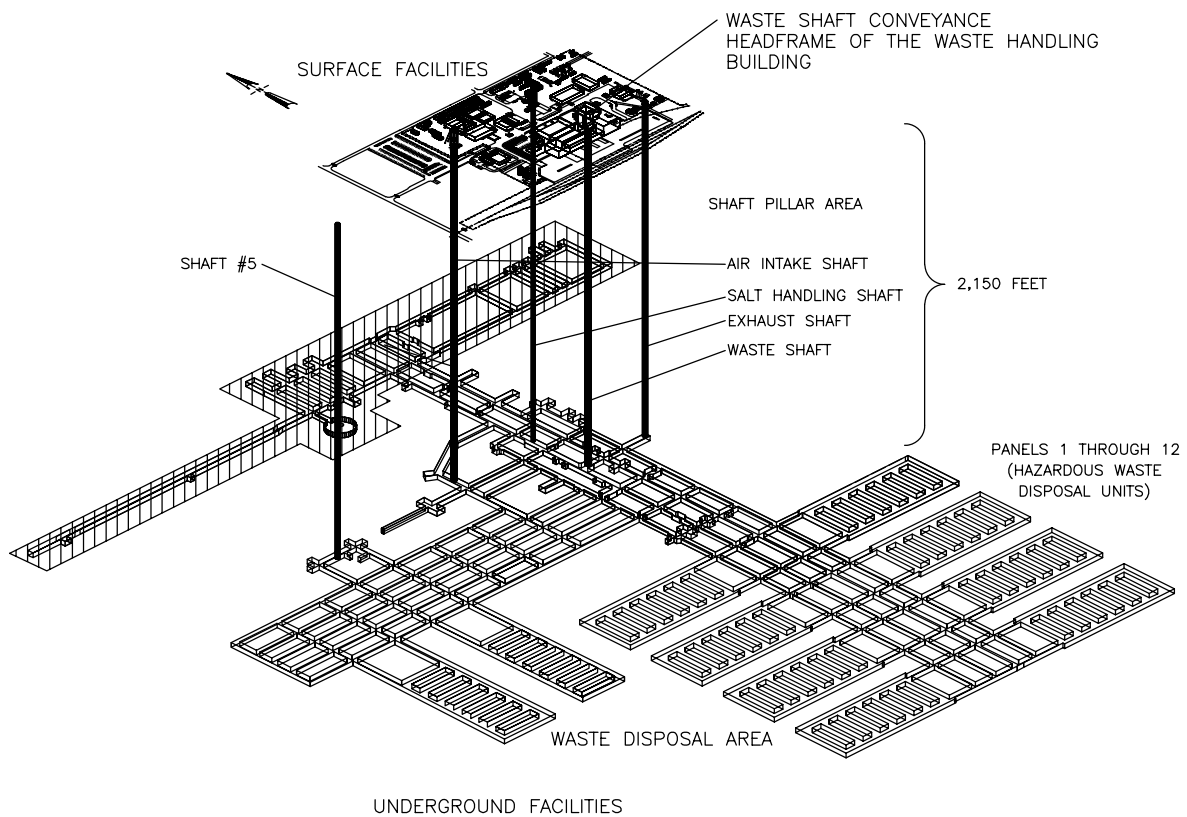 WASTE SHAFT CONVEYANCE
HEADFRAME OF THE WASTE HANDLING
BUILDING
SURFACE FACILITIES
SHAFT PILLAR AREA
SHAFT #5
AIR INTAKE SHAFT
SALT HANDLING SHAFT
EXHAUST SHAFT
WASTE SHAFT
2,150 FEET
PANELS 1 THROUGH 12
(HAZARDOUS WASTE
DISPOSAL UNITS)
WASTE DISPOSAL AREA
UNDERGROUND FACILITIES